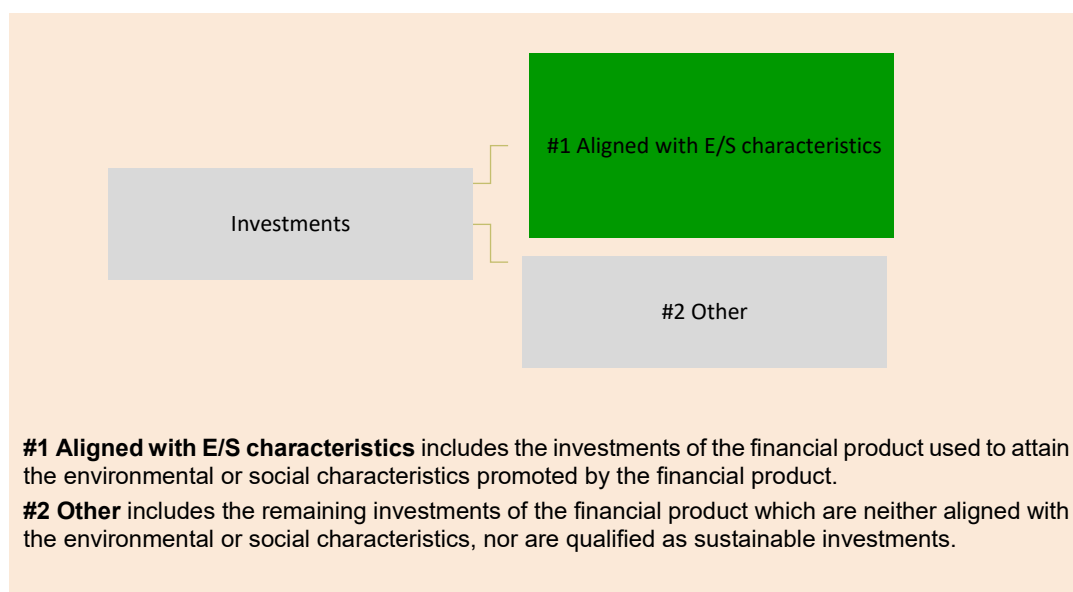 #1 Aligned with E/S characteristics
Investments
#2 Other
#1 Aligned with E/S characteristics includes the investments of the financial product used to attain
the environmental or social characteristics promoted by the financial product.
#2 Other includes the remaining investments of the financial product which are neither aligned with
the environmental or social characteristics, nor are qualified as sustainable investments.